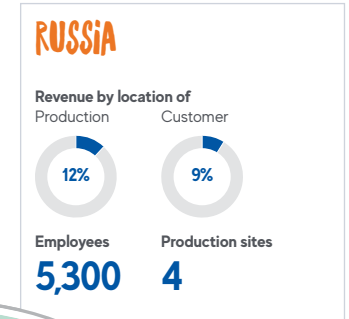 RUSSiA
Revenue by location of
Production Customer
12% 9%
Employees Production sites
5,300 4